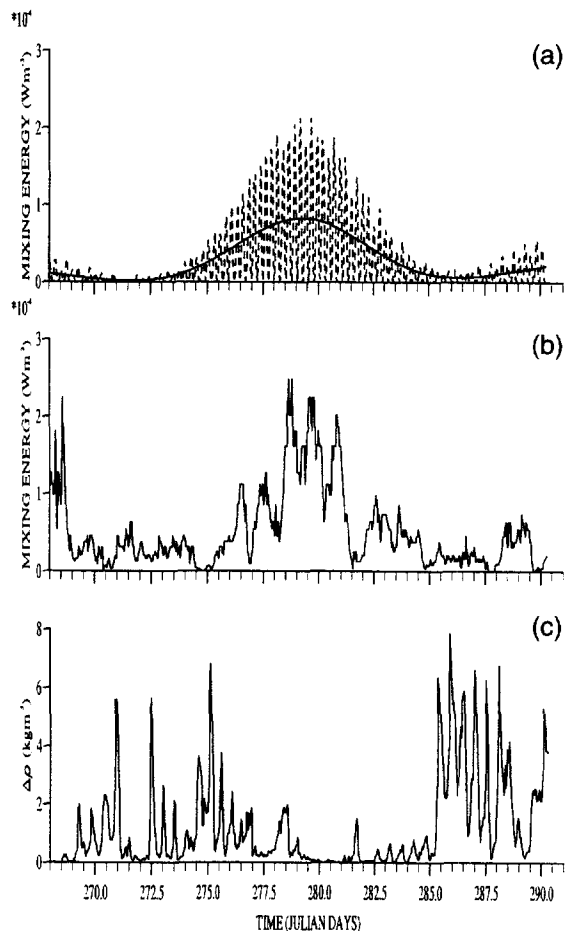 *10⁴
(a)
MIXING ENERGY (Wm⁻³)
3
2
1
0
*10⁴
(b)
MIXING ENERGY (Wm⁻³)
3
2
1
0
(c)
Δρ (kgm⁻³)
8
6
4
2
0
270.0 272.5 275.0 277.5 280.0 282.5 285.0 287.5 290.0
TIME (JULIAN DAYS)